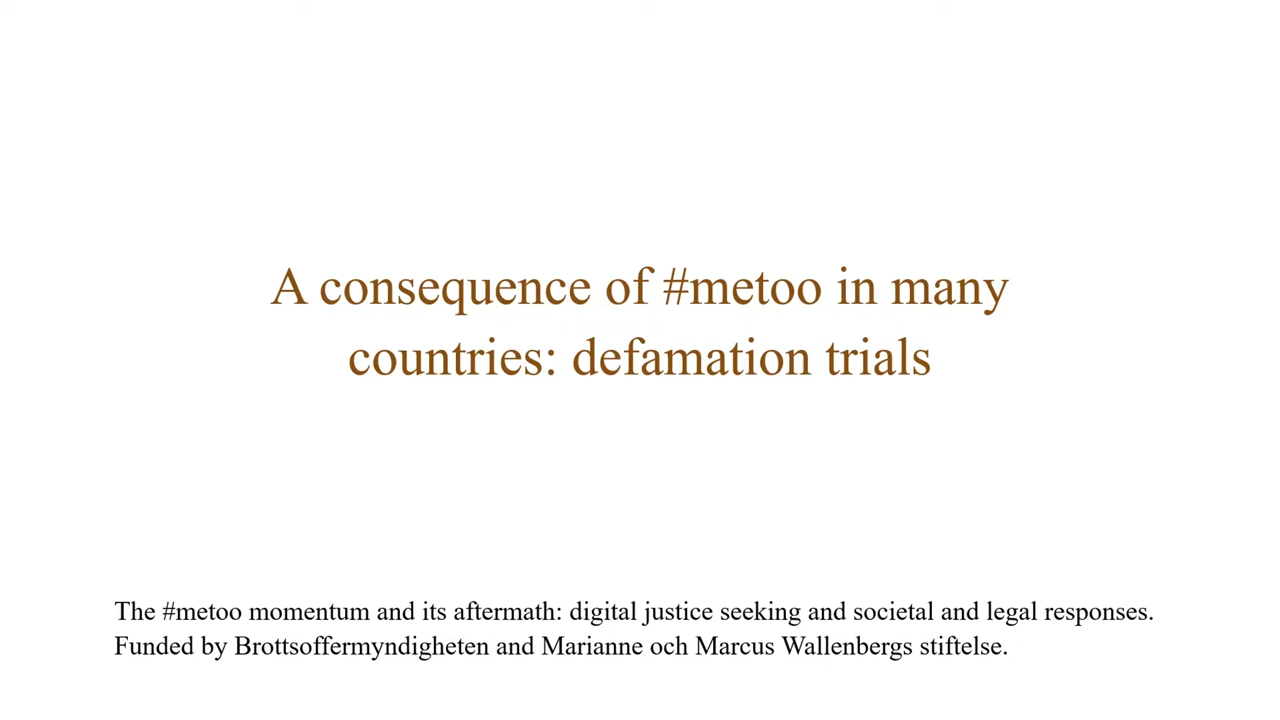 A consequence of #metoo in many
countries: defamation trials
The #metoo momentum and its aftermath: digital justice seeking and societal and legal responses.
Funded by Brottsoffermyndigheten and Marianne och Marcus Wallenbergs stiftelse.